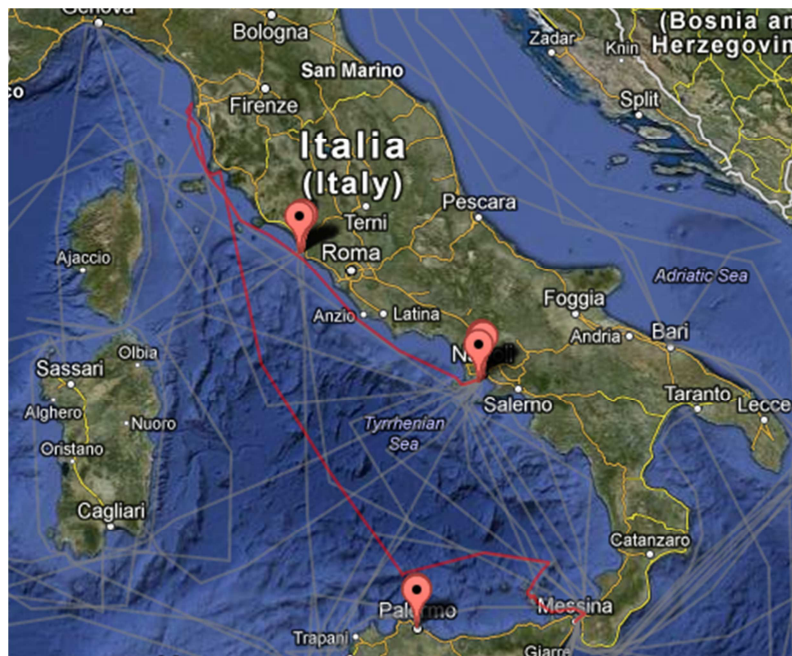 Genova
Bologna
(Bosnia an
Herzegovin
Zadar
Knin
San Marino
co
Firenze
Split
Italia
(Italy)
Pescara
Terni
Ajaccio
Roma
Adriatic Sea
Foggia
Anzio
Latina
Andria
Bari
Olbia
Sassari
Taranto
Lecce
Alghero
Nuoro
Salerno
Tyrrhenian
Sea
Oristano
Cagliari
Catanzaro
Messina
Trapani
Giarre